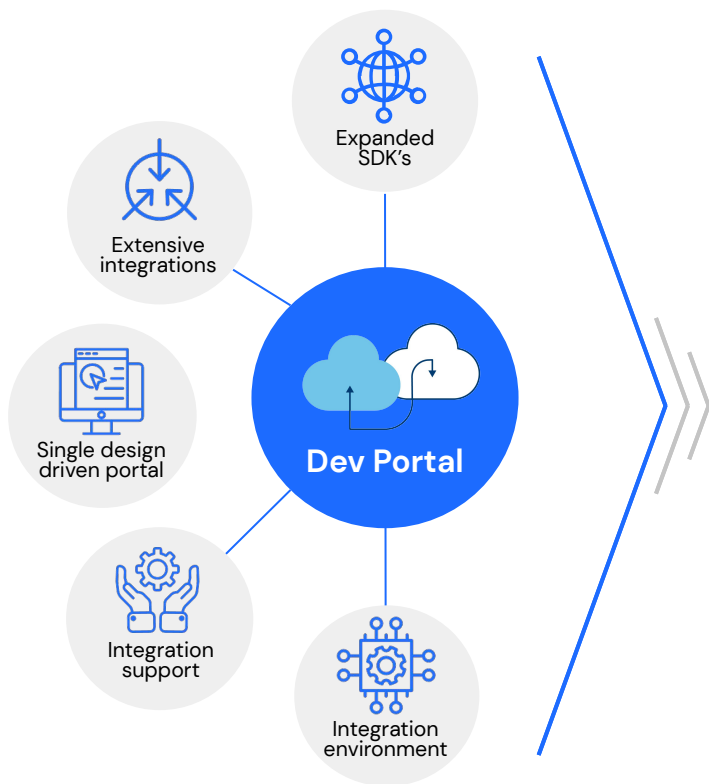 Expanded
SDK's
Extensive
integrations
Single design
driven portal
Dev Portal
Integration
support
Integration
environment